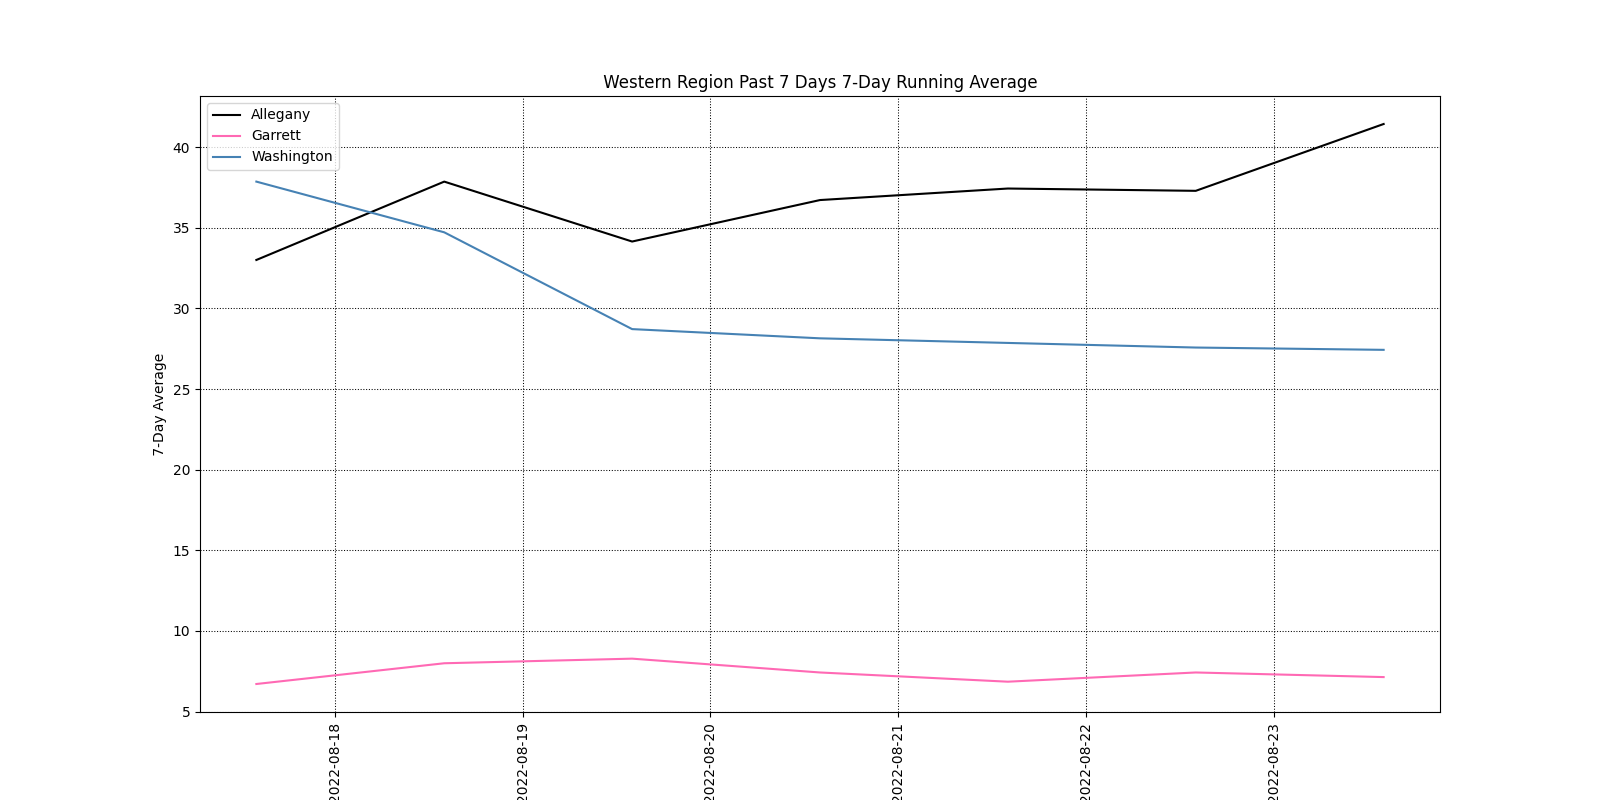 Western Region Past 7 Days 7-Day Running Average
Allegany
Garrett
Washington
7-Day Average
40
35
30
25
20
15
10
5
2022-08-18
2022-08-19
2022-08-20
2022-08-21
2022-08-22
2022-08-23